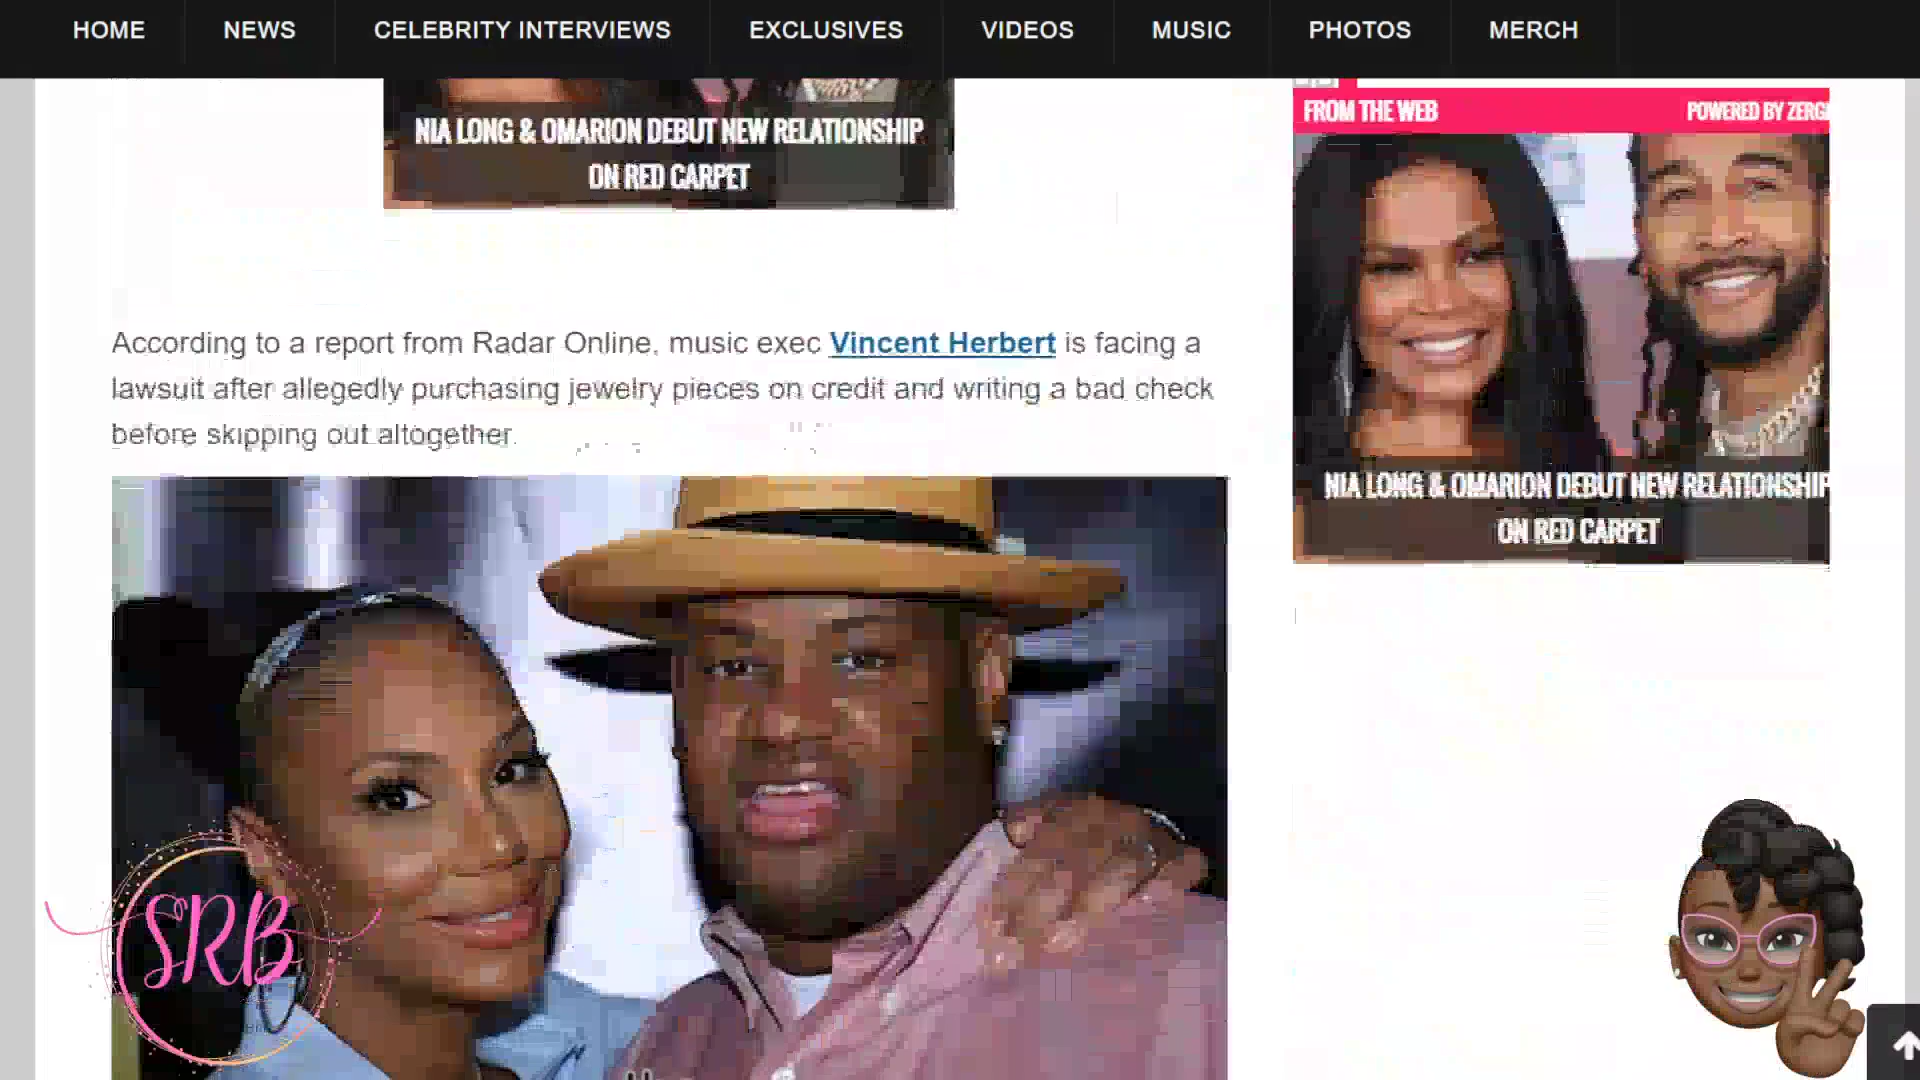 HOME NEWS CELEBRITY INTERVIEWS EXCLUSIVES VIDEOS MUSIC PHOTOS MERCH
NIA LONG & OMARION DEBUT NEW RELATIONSHIP
ON RED CARPET
According to a report from Radar Online, music exec Vincent Herbert is facing a
lawsuit after allegedly purchasing jewelry pieces on credit and writing a bad check
before skipping out altogether.
FROM THE WEB POWERED BY
NIA LONG & OMARION DEBUT NEW RELATIONSHIP
ON RED CARPET
SRB